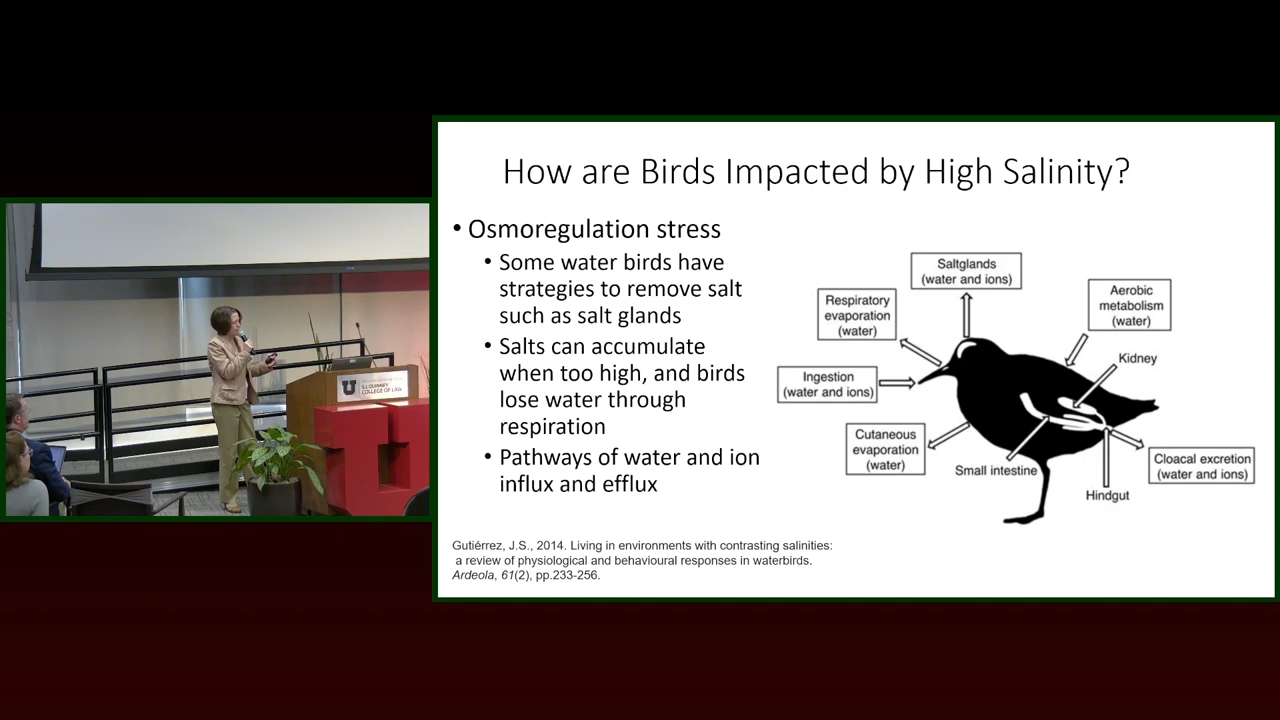 How are Birds Impacted by High Salinity?
• Osmoregulation stress
• Some water birds have
strategies to remove salt
such as salt glands
• Salts can accumulate
when too high, and birds
lose water through
respiration
• Pathways of water and ion
influx and efflux
Saltglands
(water and ions)
Respiratory
evaporation
(water)
Aerobic
metabolism
(water)
Kidney
Ingestion
(water and ions)
Cutaneous
evaporation
(water)
Small intestine
Cloacal excretion
(water and ions)
Hindgut
Gutiérrez, J.S., 2014. Living in environments with contrasting salinities:
a review of physiological and behavioural responses in waterbirds.
Ardeola, 61(2), pp.233-256.
U
S.J. QUINNEY
COLLEGE OF LAW